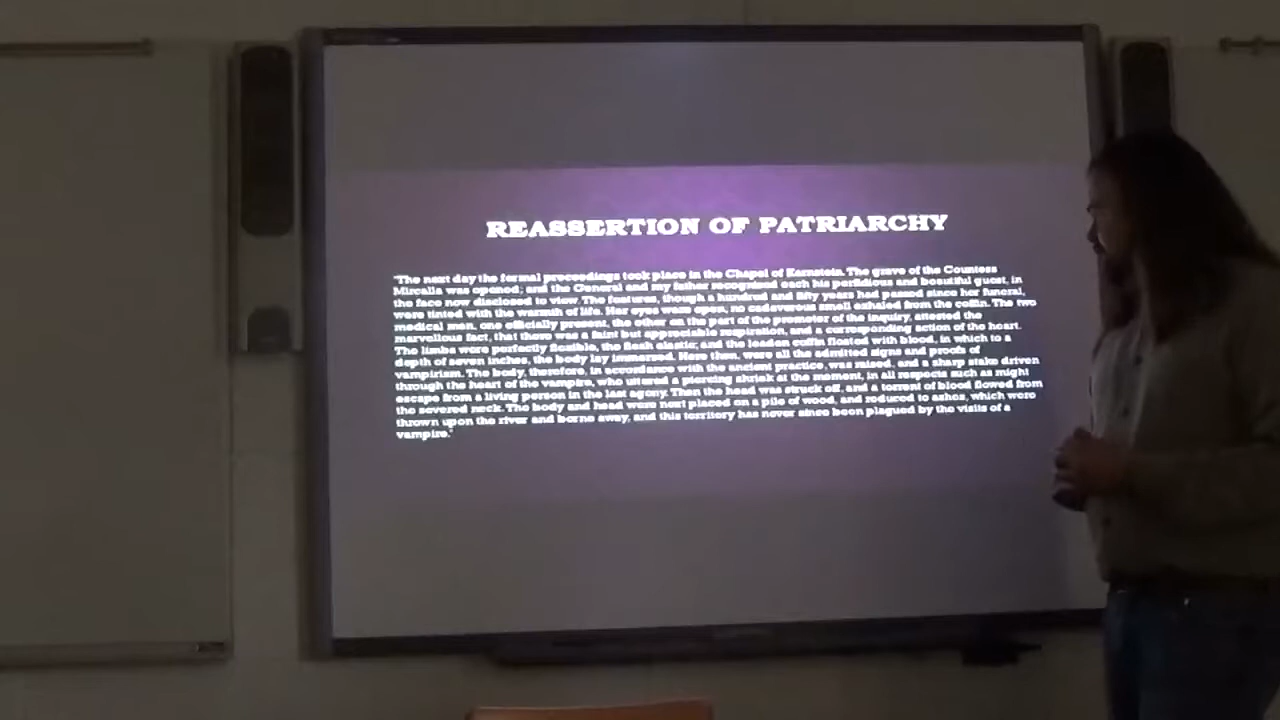 REASSERTION OF PATRIARCHY
"The next day the formal proceedings took place in the Chapel of Karnstein. The grave of the Countess
Mircalla was opened; and the General and my father recognized each his perfidious and beautiful guest, in
the face now disclosed to view. The features, though a hundred and fifty years had passed since her funeral,
were tinted with the warmth of life. Her eyes were open; no cadaverous smell exhaled from the coffin. The two
medical men, one officially present, the other on the part of the promoter of the inquiry, attested the
marvellous fact, that there was a faint but appreciable respiration, and a corresponding action of the heart.
The limbs were perfectly flexible, the flesh elastic; and the leaden coffin floated with blood, in which to a
depth of seven inches, the body lay immersed. Here then, were all the admitted signs and proofs of
vampirism. The body, therefore, in accordance with the ancient practice, was raised, and a sharp stake driven
through the heart of the vampire, who uttered a piercing shriek at the moment, in all respects such as might
escape from a living person in the last agony. Then the head was struck off, and a torrent of blood flowed from
the severed neck. The body and head were next placed on a pile of wood, and reduced to ashes, which were
thrown upon the river and borne away, and this territory has never since been plagued by the visits of a
vampire."